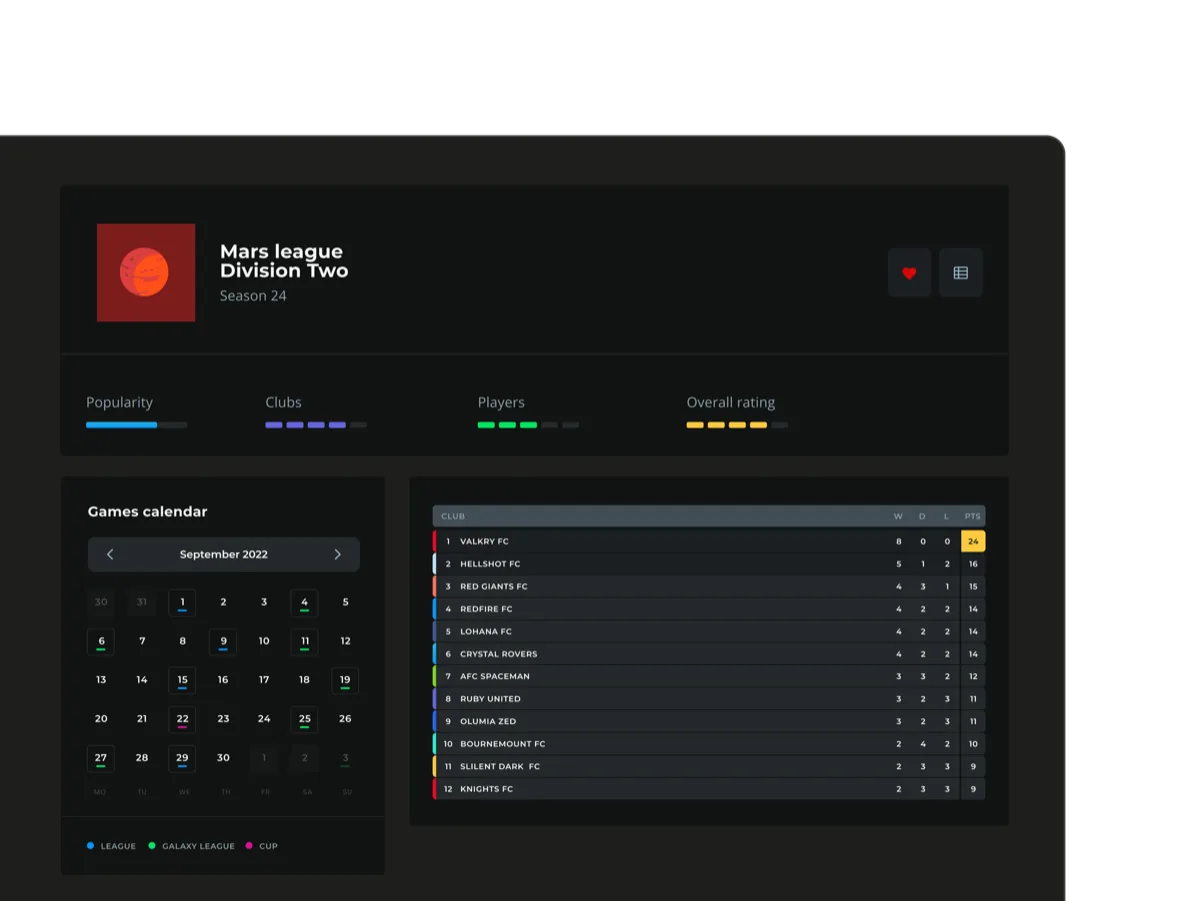 Mars league
Division Two
Season 24
Popularity Clubs Players Overall rating
Games calendar
September 2022
30 31 1 2 3 4 5
6 7 8 9 10 11 12
13 14 15 16 17 18 19
20 21 22 23 24 25 26
27 28 29 30 1 2 3
MO TU WE TH FR SA SU
LEAGUE GALAXY LEAGUE CUP
CLUB W D L PTS
1 VALKRY FC 8 0 0 24
2 HELLSHOT FC 5 1 2 16
3 RED GIANTS FC 4 3 1 15
4 REDFIRE FC 4 2 2 14
5 LOHANA FC 4 2 2 14
6 CRYSTAL ROVERS 4 2 2 14
7 AFC SPACEMAN 3 3 2 12
8 RUBY UNITED 3 2 3 11
9 OLUMIA ZED 3 2 3 11
10 BOURNEMOUNT FC 2 4 2 10
11 SLILENT DARK FC 2 3 3 9
12 KNIGHTS FC 2 3 3 9